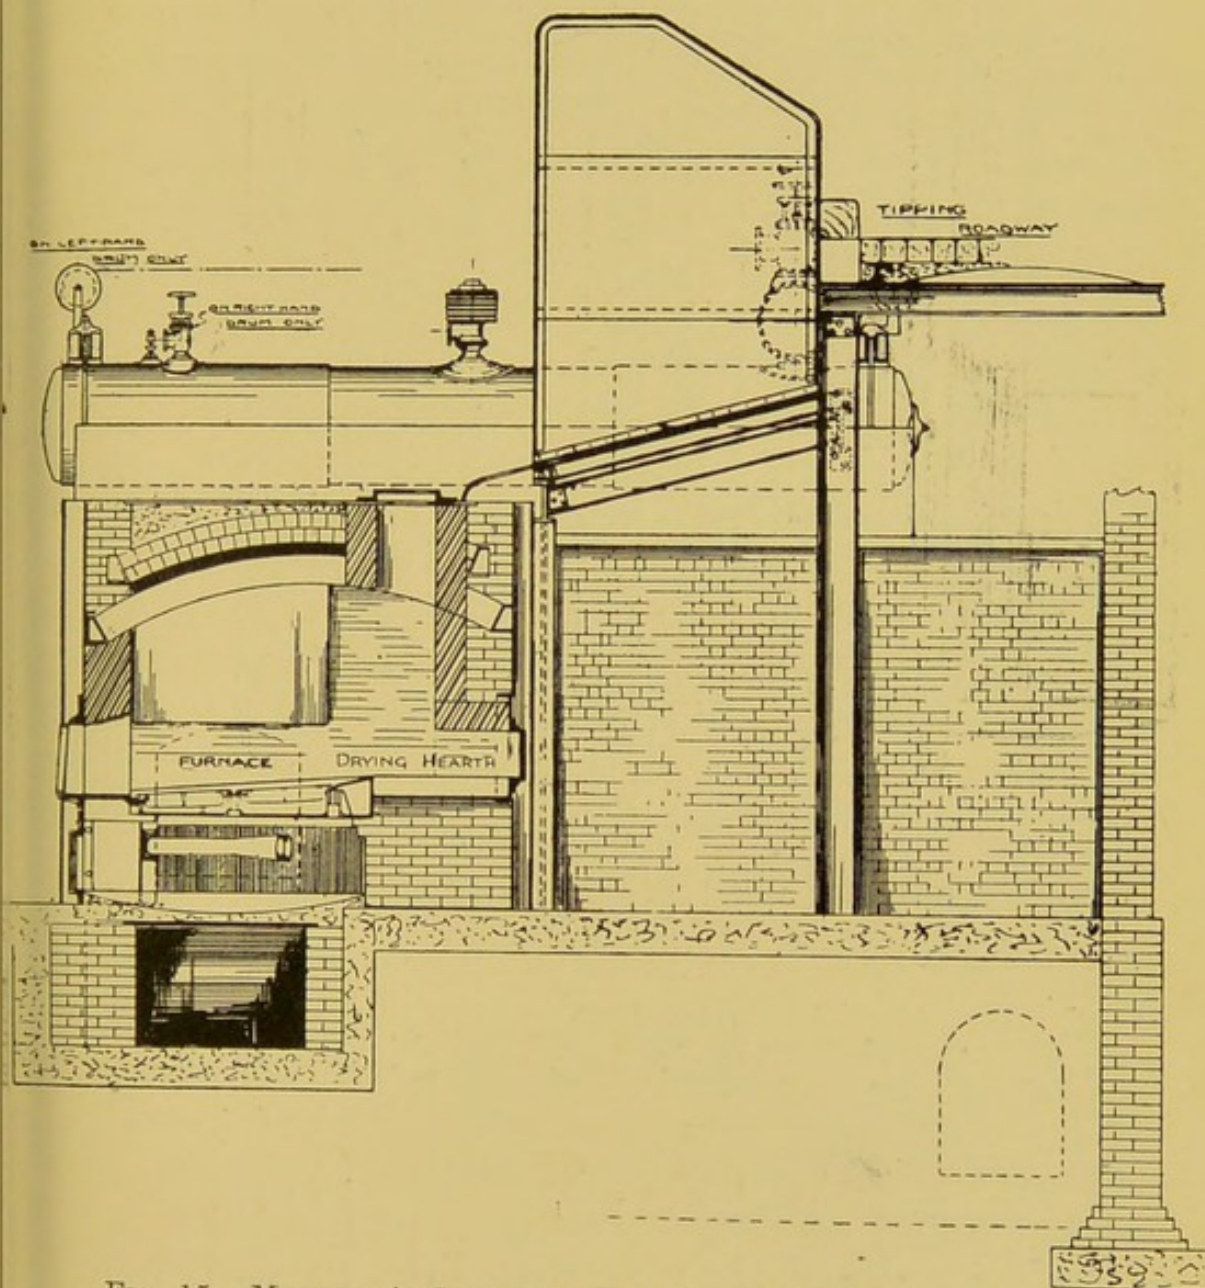 TIPPING
ROADWAY
ON LEFT HAND
DRUM ONLY
ON RIGHT HAND
DRUM ONLY
FURNACE DRYING HEARTH